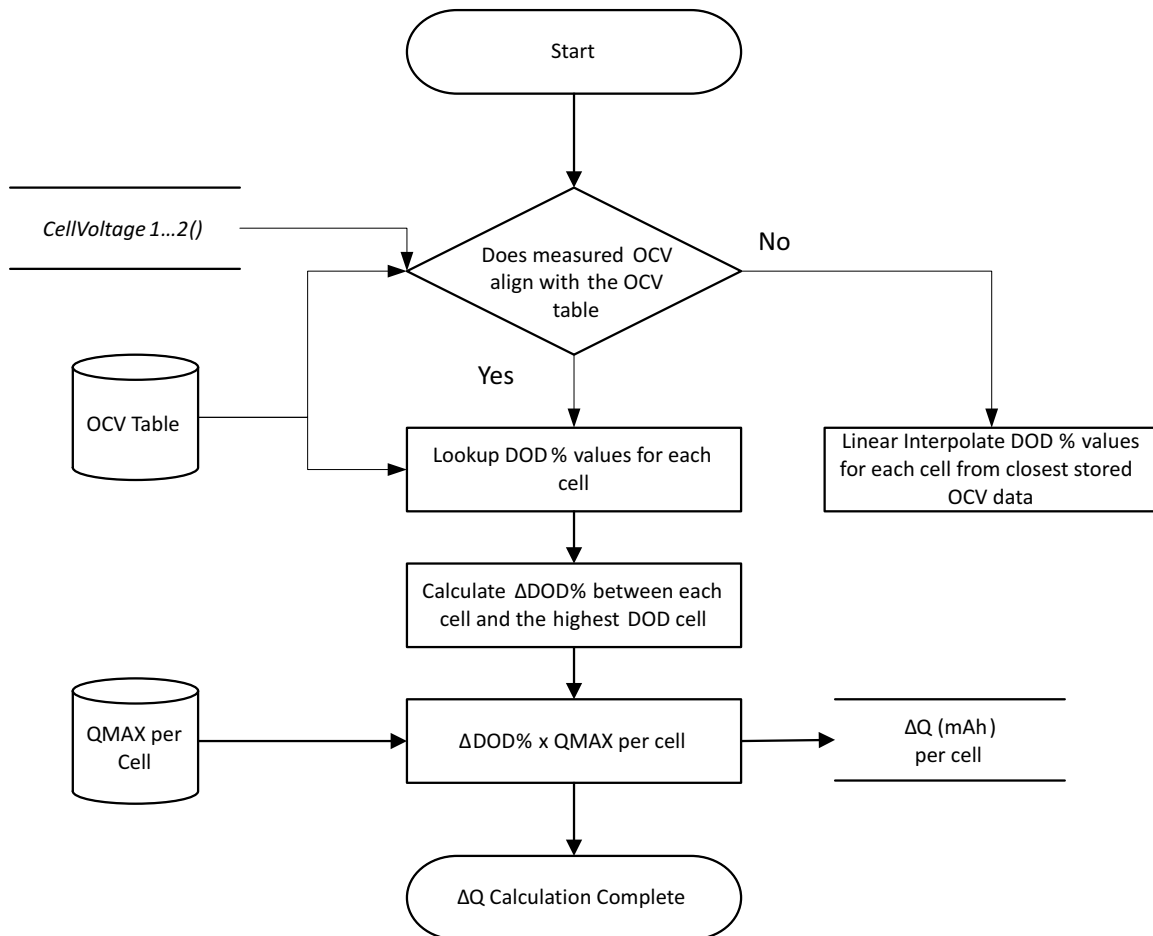 Start
CellVoltage 1...2()
Does measured OCV
align with the OCV
table
No
Yes
OCV Table
Lookup DOD % values for each
cell
Linear Interpolate DOD % values
for each cell from closest stored
OCV data
Calculate ΔDOD% between each
cell and the highest DOD cell
QMAX per
Cell
ΔDOD% x QMAX per cell
ΔQ (mAh)
per cell
ΔQ Calculation Complete